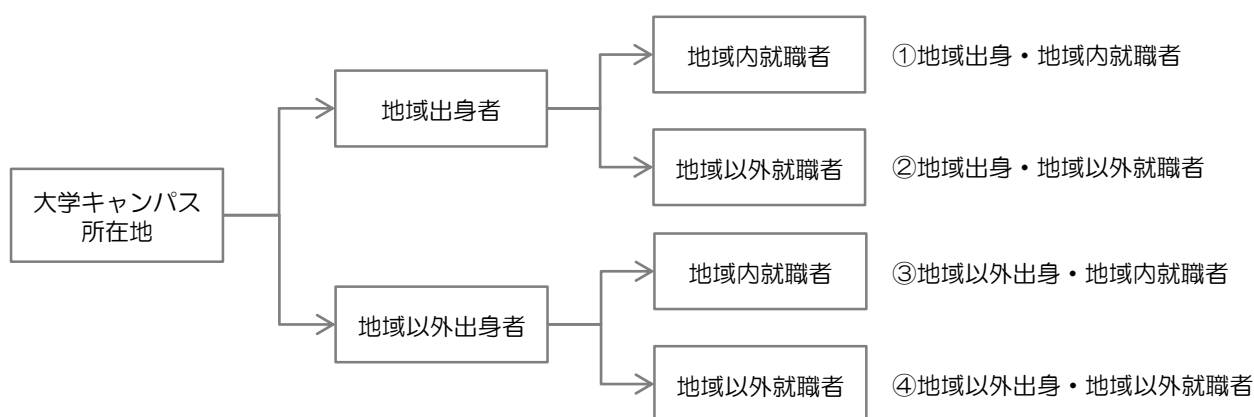 大学キャンパス
所在地
地域出身者
地域以外出身者
地域内就職者
①地域出身・地域内就職者
地域以外就職者
②地域出身・地域以外就職者
地域内就職者
③地域以外出身・地域内就職者
地域以外就職者
④地域以外出身・地域以外就職者